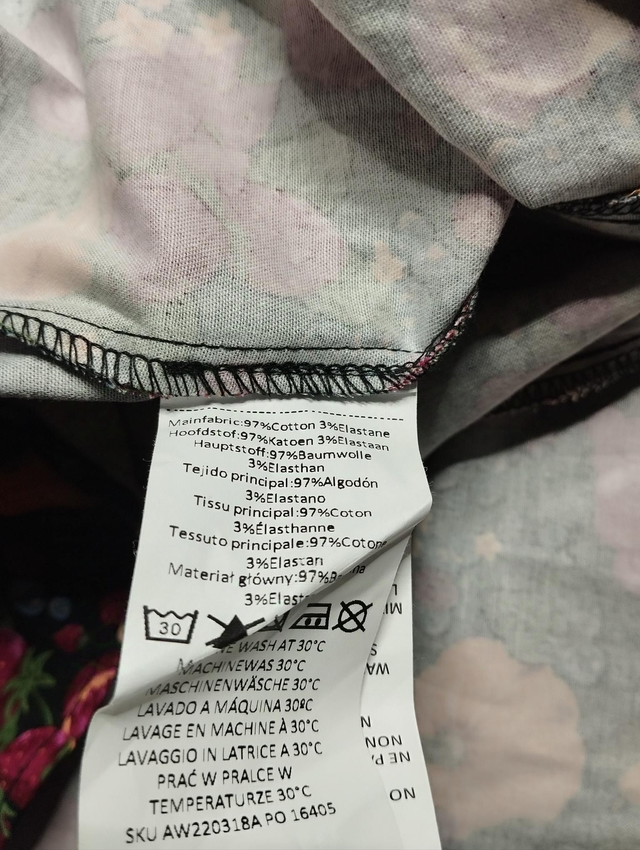 Mainfabric:97%Cotton 3%Elastane
Hoofdstof:97%Katoen 3%Elastaan
Hauptstoff:97%Baumwolle
3%Elasthan
Tejido principal:97%Algodón
3%Elastano
Tissu principal:97%Coton
3%Élasthanne
Tessuto principale:97%Cotone
3%Elastan
Materiał główny:97%
30
WASH AT 30°C
MACHINEWAS 30°C
MASCHINENWÄSCHE 30°C
LAVADO A MÁQUINA 30ºC
LAVAGE EN MACHINE À 30°C
LAVAGGIO IN LATRICE A 30°C
PRAĆ W PRALCE W
TEMPERATURZE 30°C
SKU AW220318A PO 16405
NON
NO